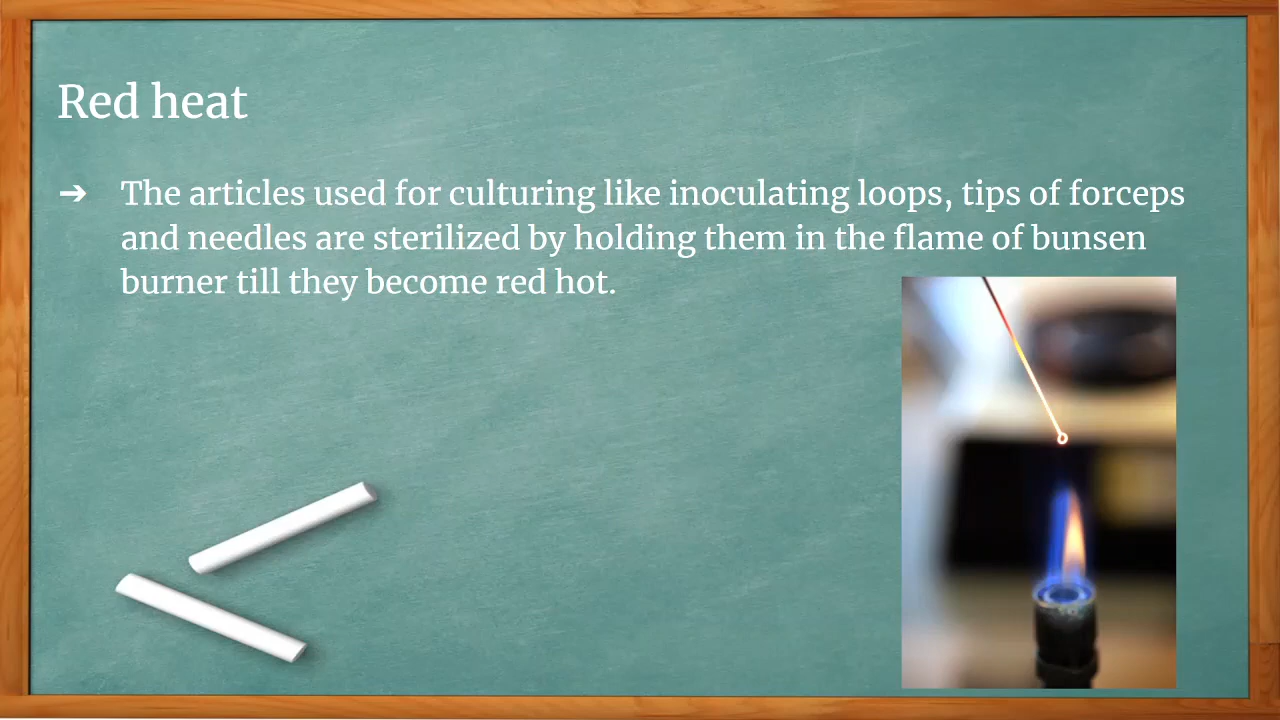 Red heat
➔ The articles used for culturing like inoculating loops, tips of forceps
and needles are sterilized by holding them in the flame of bunsen
burner till they become red hot.